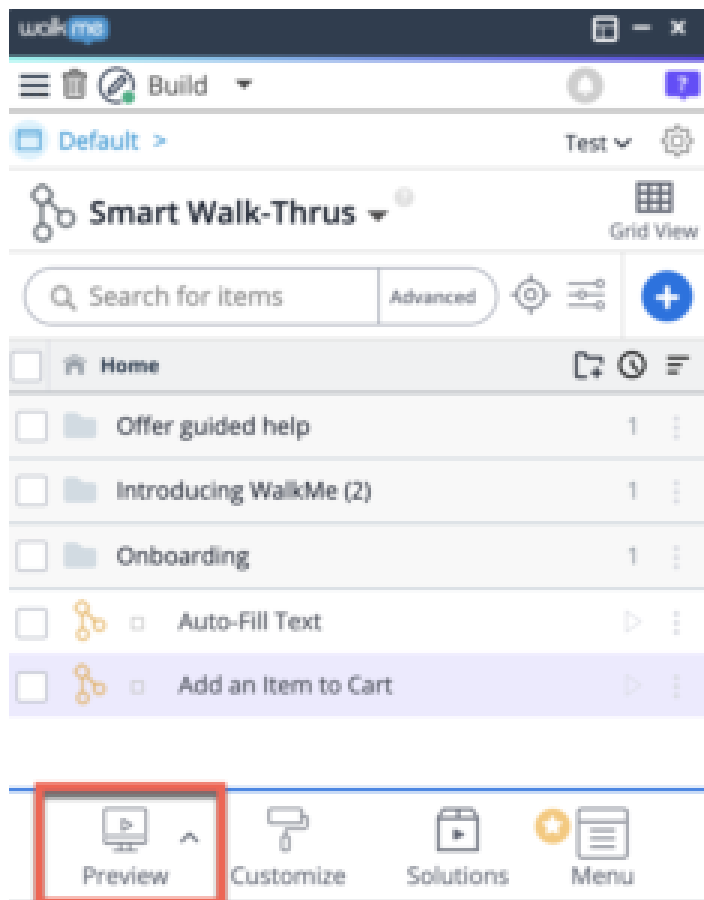 walkme
Build
?
Default >
Test
Smart Walk-Thrus
?
Grid View
Search for items
Advanced
Home
Offer guided help 1
Introducing WalkMe (2) 1
Onboarding 1
Auto-Fill Text
Add an Item to Cart
Preview
Customize
Solutions
Menu